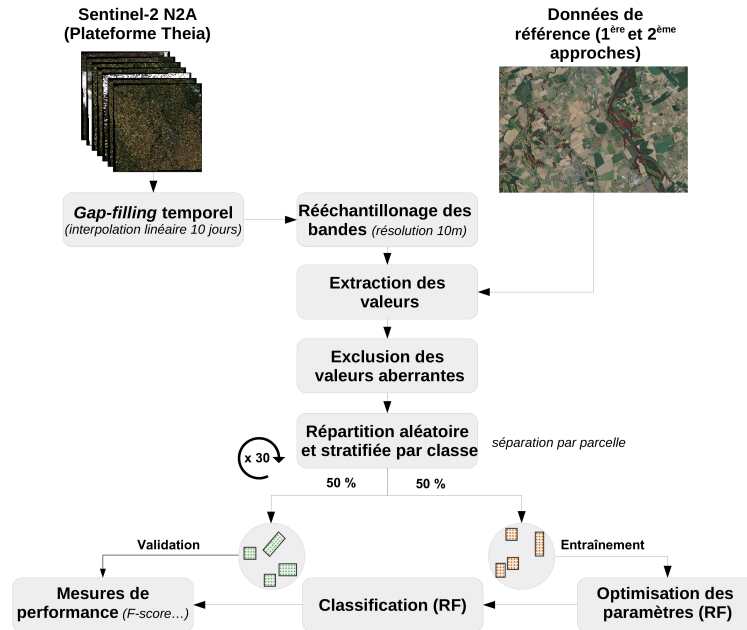 Sentinel-2 N2A
(Plateforme Theia)
Données de
référence (1ère et 2ème
approches)
Gap-filling temporel
(interpolation linéaire 10 jours)
Rééchantillonage des
bandes (résolution 10m)
Extraction des
valeurs
Exclusion des
valeurs aberrantes
Répartition aléatoire
et stratifiée par classe
séparation par parcelle
x 30
50 %
50 %
Validation
Entraînement
Mesures de
performance (F-score…)
Classification (RF)
Optimisation des
paramètres (RF)